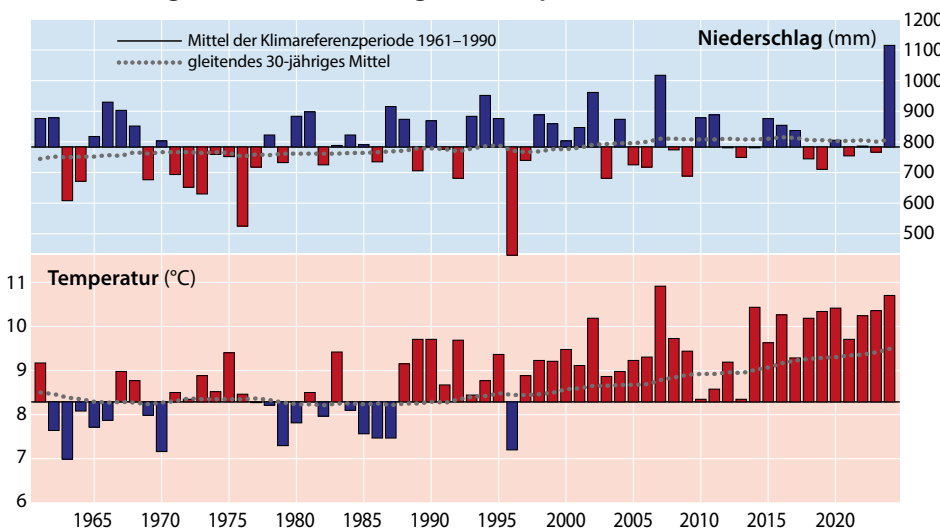 Mittel der Klimareferenzperiode 1961–1990
gleitendes 30-jähriges Mittel
Niederschlag (mm)
1200
1100
1000
900
800
700
600
500
Temperatur (°C)
11
10
9
8
7
6
1965 1970 1975 1980 1985 1990 1995 2000 2005 2010 2015 2020